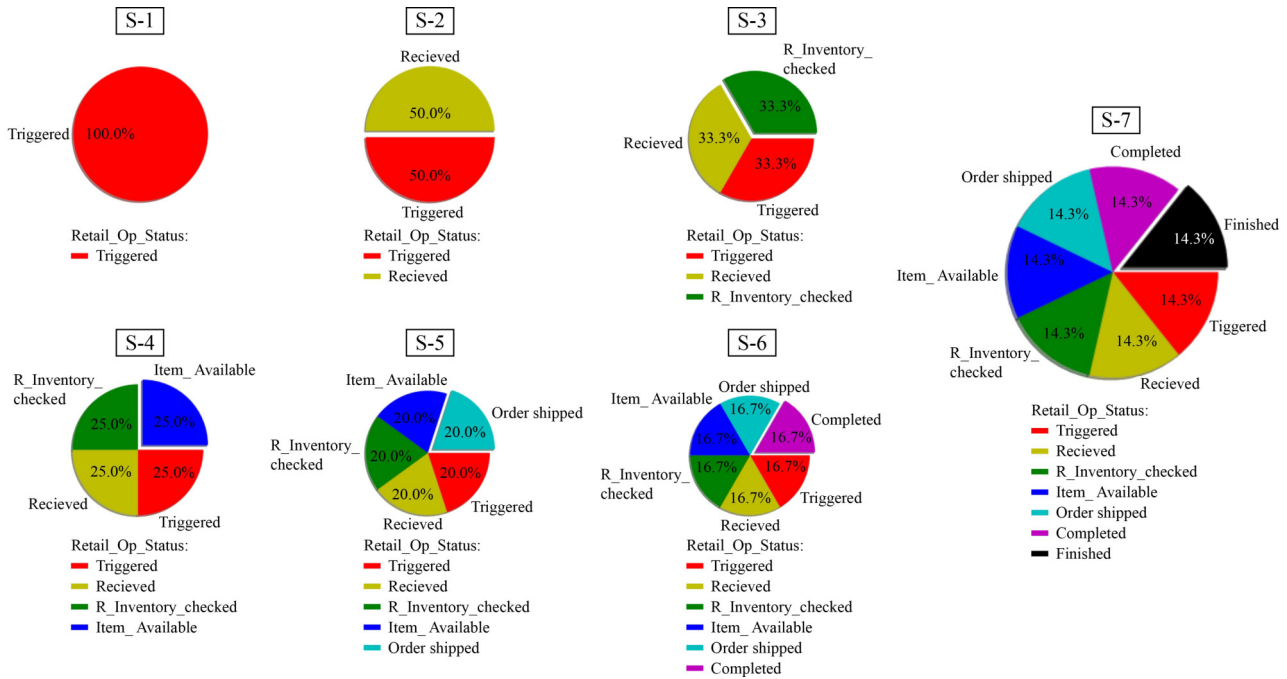 S-1
Triggered
100.0%
Retail_Op_Status:
Triggered
S-2
Recieved
50.0%
50.0%
Triggered
Retail_Op_Status:
Triggered
Recieved
S-3
R_Inventory_
checked
33.3%
Recieved
33.3%
33.3%
Triggered
Retail_Op_Status:
Triggered
Recieved
R_Inventory_checked
S-4
R_Inventory_
checked
Item_ Available
25.0%
25.0%
25.0%
25.0%
Recieved
Triggered
Retail_Op_Status:
Triggered
Recieved
R_Inventory_checked
Item_ Available
S-5
Item_ Available
Order shipped
20.0%
20.0%
R_Inventory_
checked
20.0%
20.0%
20.0%
Recieved
Triggered
Retail_Op_Status:
Triggered
Recieved
R_Inventory_checked
Item_ Available
Order shipped
S-6
Order shipped
Item_ Available
16.7%
Completed
16.7%
16.7%
R_Inventory_
checked
16.7%
16.7%
16.7%
Triggered
Recieved
Retail_Op_Status:
Triggered
Recieved
R_Inventory_checked
Item_ Available
Order shipped
Completed
S-7
Completed
Order shipped
14.3%
14.3%
Finished
14.3%
Item_ Available
14.3%
14.3%
Tiggered
14.3%
14.3%
R_Inventory_
checked
Recieved
Retail_Op_Status:
Triggered
Recieved
R_Inventory_checked
Item_ Available
Order shipped
Completed
Finished